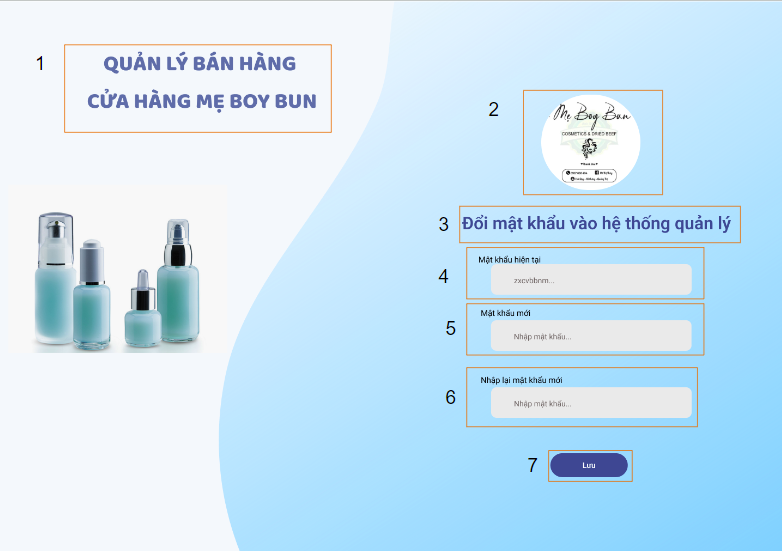 1
QUẢN LÝ BÁN HÀNG
CỬA HÀNG MẸ BOY BUN
2
Mẹ Boy Bun
COSMETICS & DRIED BEEF
3
Đổi mật khẩu vào hệ thống quản lý
4
Mật khẩu hiện tại
zxcvbbnm...
5
Mật khẩu mới
Nhập mật khẩu...
6
Nhập lại mật khẩu mới
Nhập mật khẩu...
7
Lưu